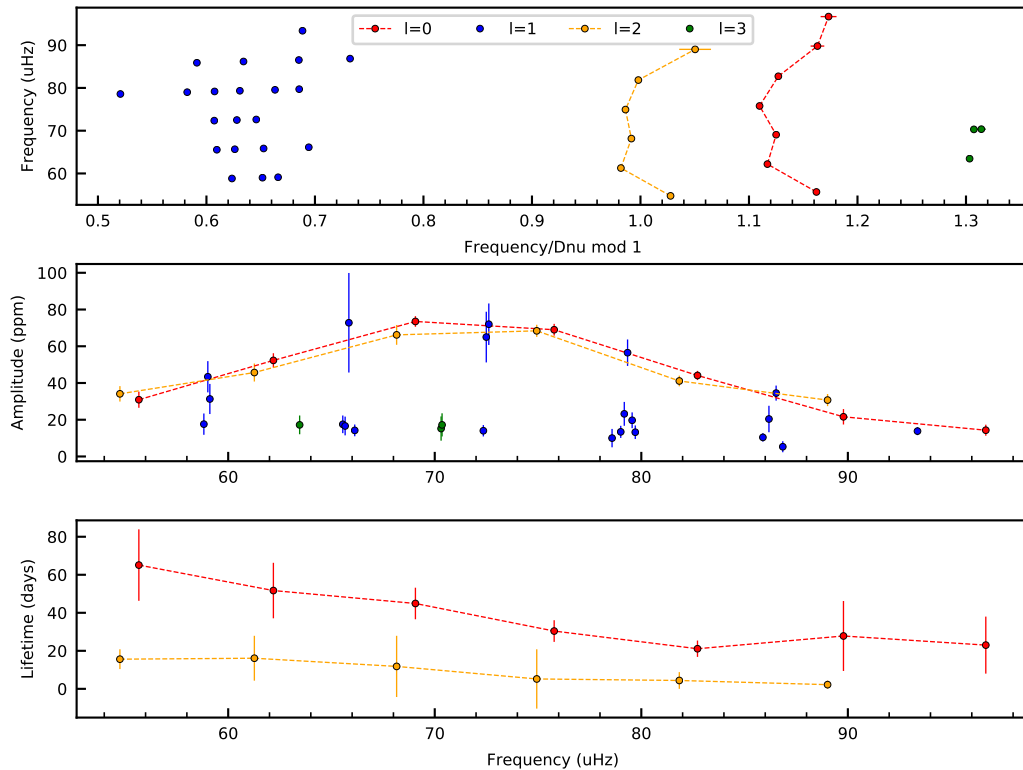 l=0 l=1 l=2 l=3
90
80
70
60
Frequency (uHz)
0.5 0.6 0.7 0.8 0.9 1.0 1.1 1.2 1.3
Frequency/Dnu mod 1
100
80
60
40
20
0
Amplitude (ppm)
60 70 80 90
80
60
40
20
0
Lifetime (days)
60 70 80 90
Frequency (uHz)